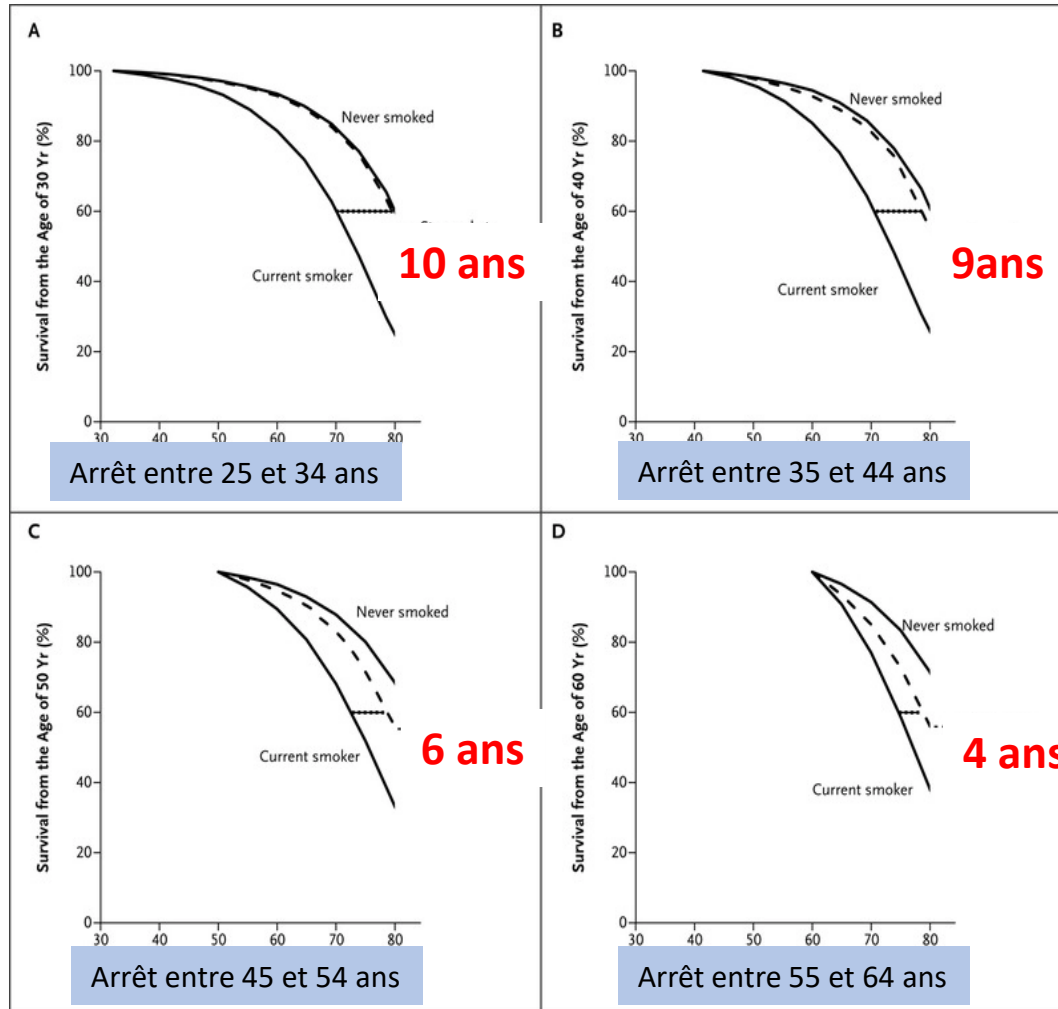 A
Survival from the Age of 30 Yr (%)
100
80
60
40
20
0
Never smoked
Current smoker
10 ans
30 40 50 60 70 80
Arrêt entre 25 et 34 ans
B
Survival from the Age of 40 Yr (%)
100
80
60
40
20
0
Never smoked
Current smoker
9ans
30 40 50 60 70 80
Arrêt entre 35 et 44 ans
C
Survival from the Age of 50 Yr (%)
100
80
60
40
20
0
Never smoked
Current smoker
6 ans
30 40 50 60 70 80
Arrêt entre 45 et 54 ans
D
Survival from the Age of 60 Yr (%)
100
80
60
40
20
0
Never smoked
Current smoker
4 ans
30 40 50 60 70 80
Arrêt entre 55 et 64 ans